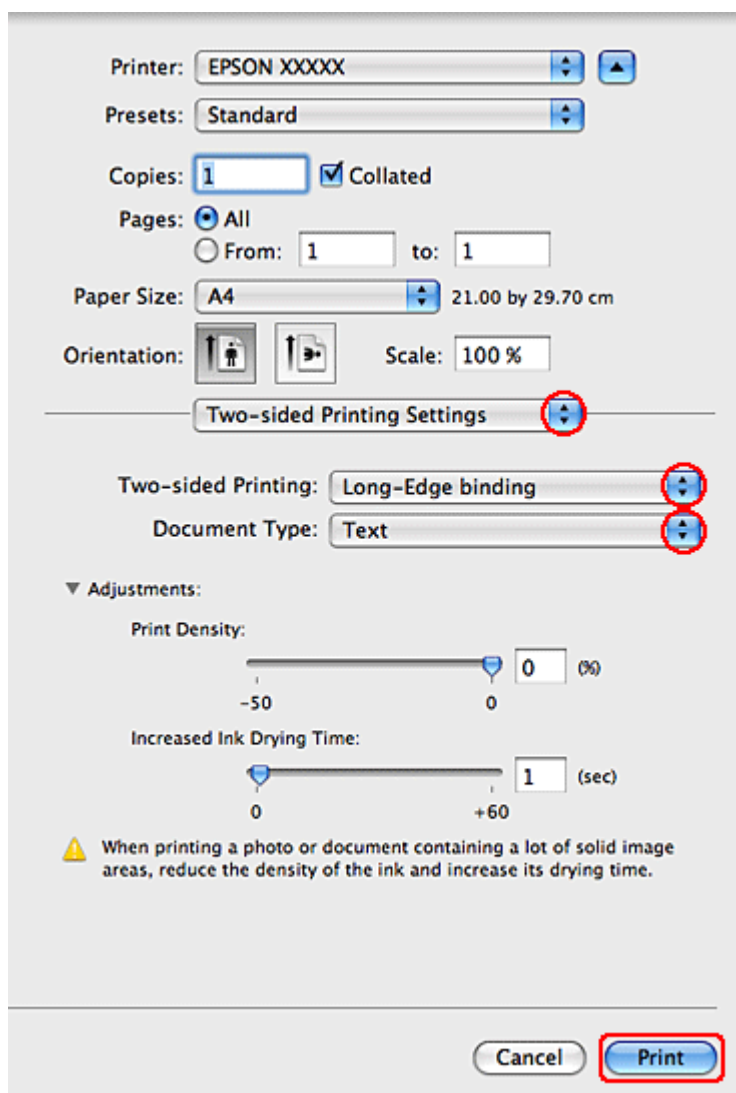 Printer: EPSON XXXXX
Presets: Standard
Copies: 1 Collated
Pages: All
From: 1 to: 1
Paper Size: A4 21.00 by 29.70 cm
Orientation: Scale: 100 %
Two-sided Printing Settings
Two-sided Printing: Long-Edge binding
Document Type: Text
Adjustments:
Print Density:
0 (%)
-50 0
Increased Ink Drying Time:
1 (sec)
0 +60
When printing a photo or document containing a lot of solid image
areas, reduce the density of the ink and increase its drying time.
Cancel Print